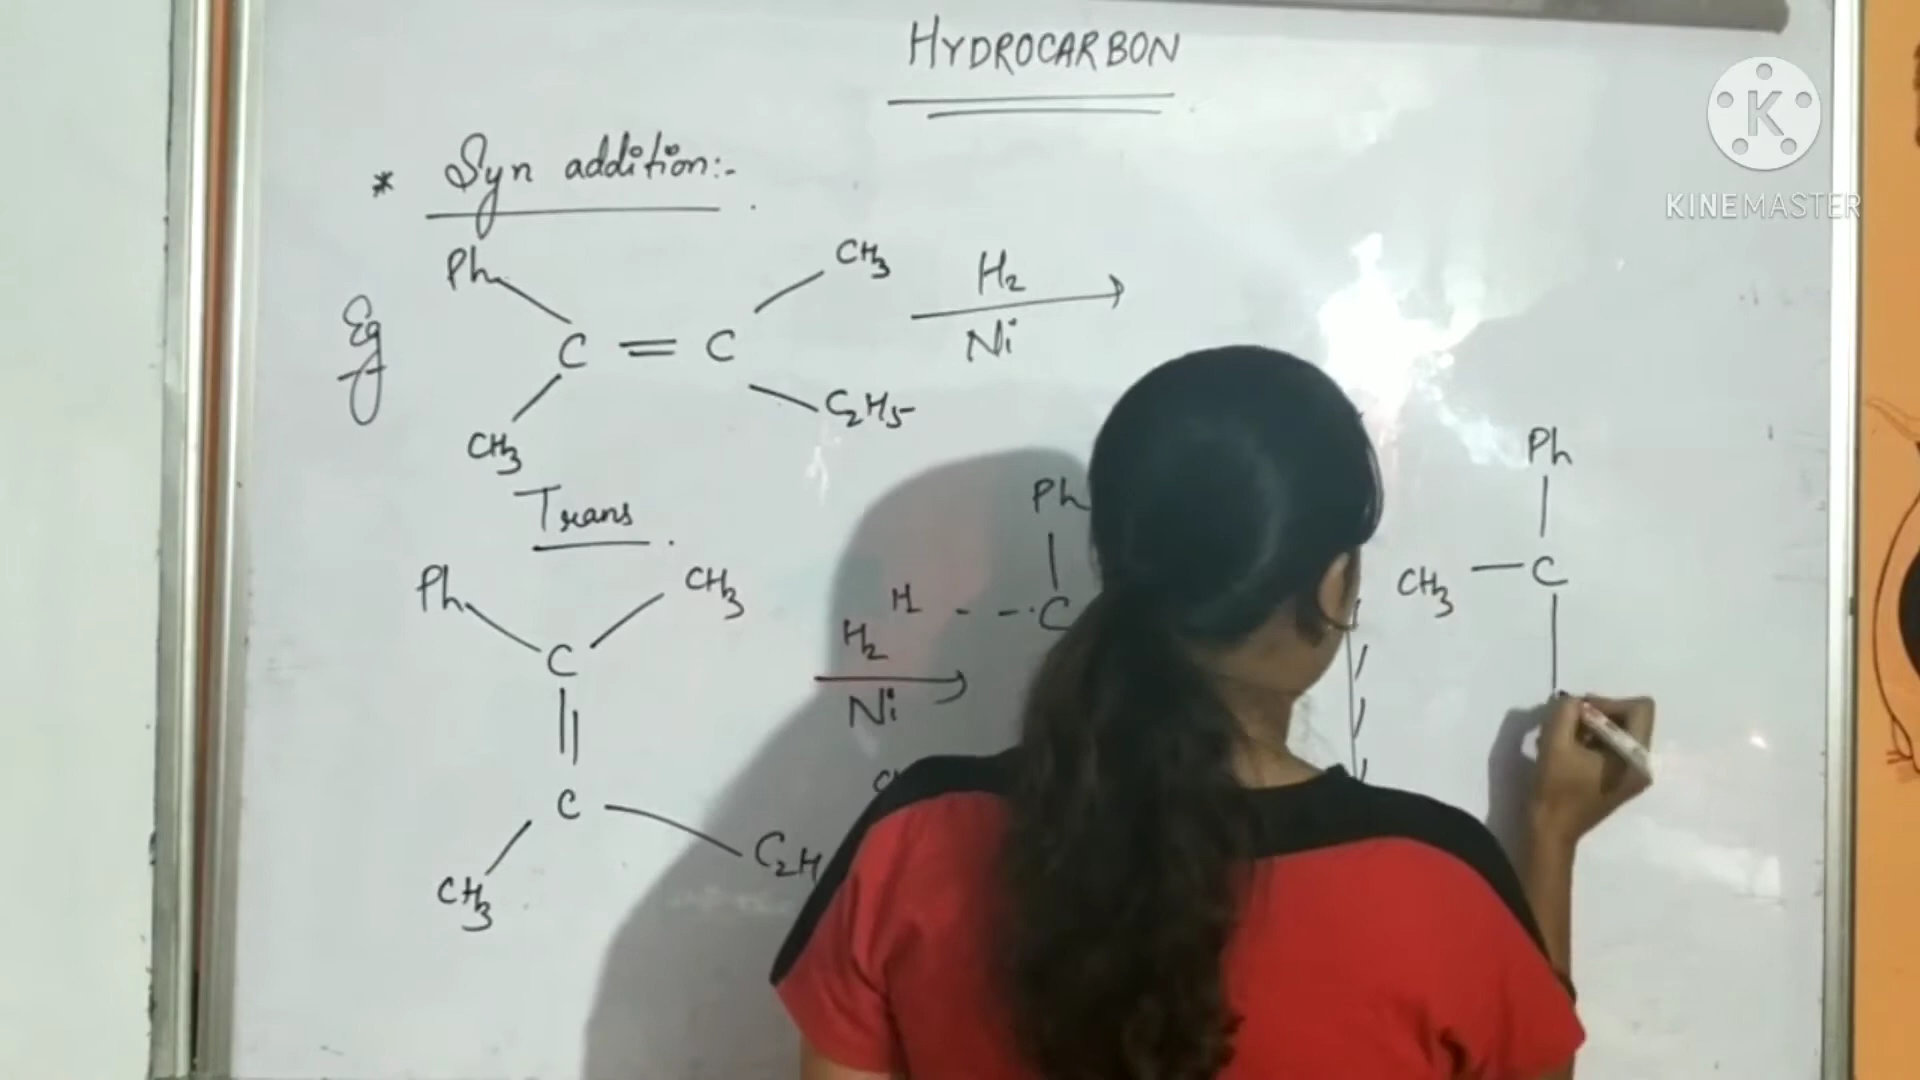 HYDROCARBON
* Syn addition:-
Eg
Ph CH3
C = C
CH3 C2H5
H2
Ni
Trans
Ph CH3
C
C
CH3 C2H
H2
Ni
Ph
H - - C
Ph
CH3 - C
K
KINEMASTER